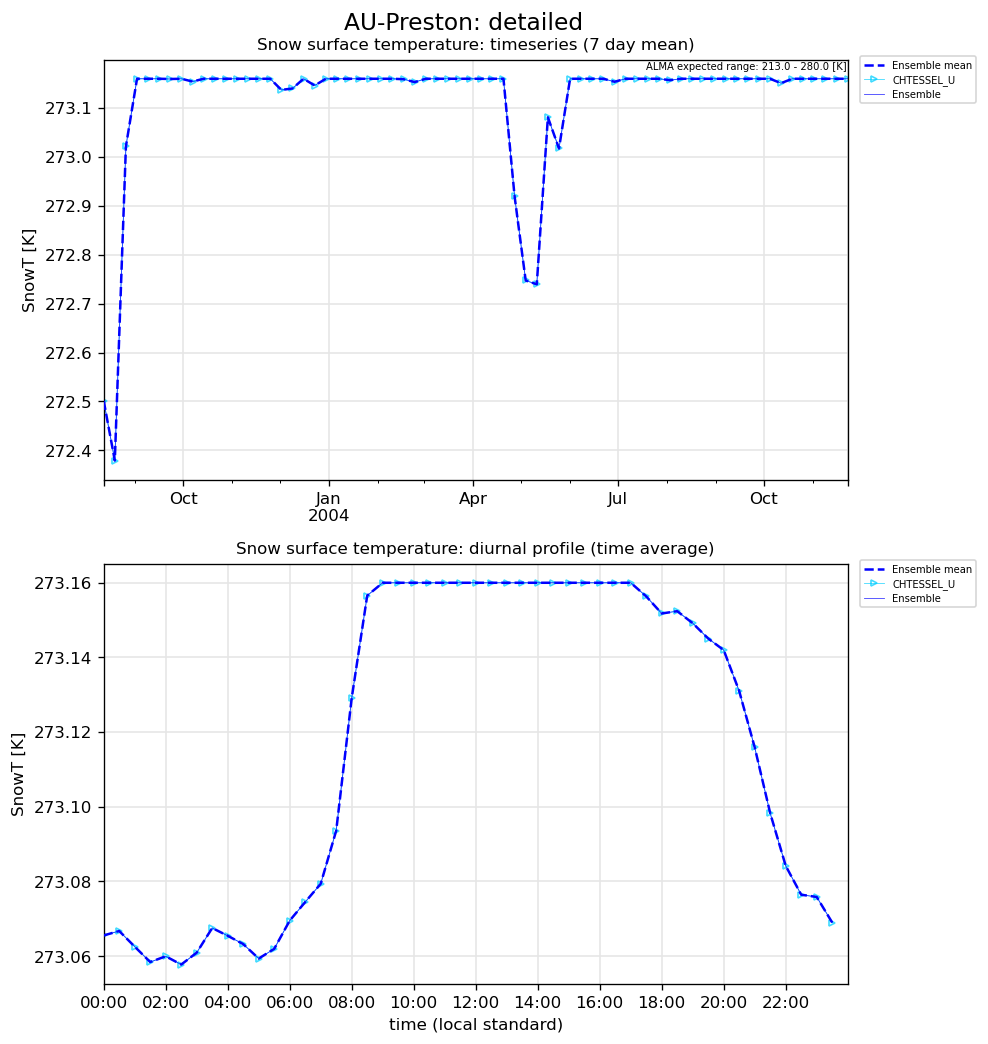 AU-Preston: detailed
Snow surface temperature: timeseries (7 day mean)
ALMA expected range: 213.0 - 280.0 [K]
Ensemble mean
CHTESSEL_U
Ensemble
273.1
273.0
272.9
272.8
272.7
272.6
272.5
272.4
SnowT [K]
Oct
Jan
2004
Apr
Jul
Oct
Snow surface temperature: diurnal profile (time average)
Ensemble mean
CHTESSEL_U
Ensemble
273.16
273.14
273.12
273.10
273.08
273.06
SnowT [K]
00:00 02:00 04:00 06:00 08:00 10:00 12:00 14:00 16:00 18:00 20:00 22:00
time (local standard)